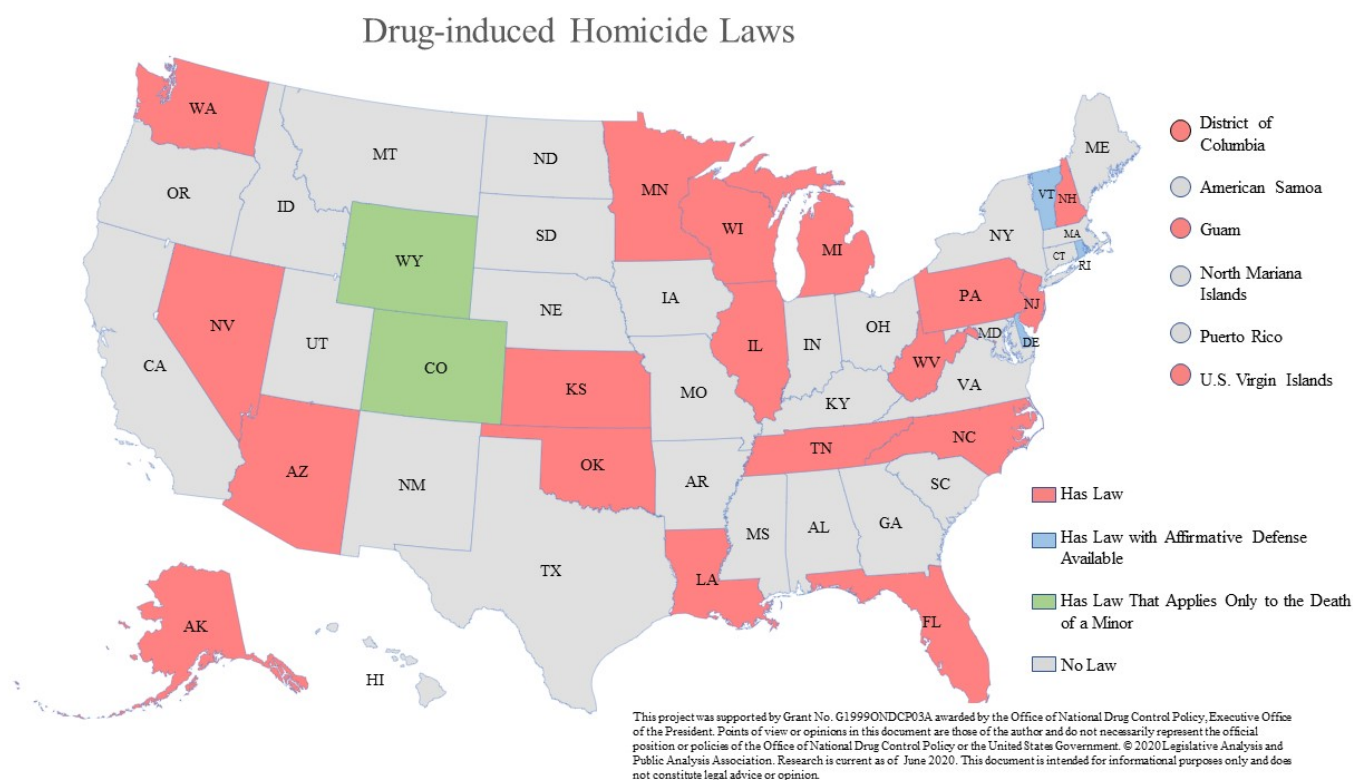 Drug-induced Homicide Laws
WA
MT
ND
MN
ME
OR
ID
SD
WI
MI
VT
NH
NY
MA
CT
RI
WY
NE
IA
PA
NJ
NV
UT
CO
IL
IN
OH
MD
DE
WV
VA
CA
KS
MO
KY
AZ
NM
OK
AR
TN
NC
SC
MS
AL
GA
TX
LA
FL
AK
HI
District of
Columbia
American Samoa
Guam
North Mariana
Islands
Puerto Rico
U.S. Virgin Islands
Has Law
Has Law with Affirmative Defense
Available
Has Law That Applies Only to the Death
of a Minor
No Law
This project was supported by Grant No. G1999ONDCP03A awarded by the Office of National Drug Control Policy, Executive Office
of the President. Points of view or opinions in this document are those of the author and do not necessarily represent the official
position or policies of the Office of National Drug Control Policy or the United States Government. © 2020 Legislative Analysis and
Public Analysis Association. Research is current as of June 2020. This document is intended for informational purposes only and does
not constitute legal advice or opinion.